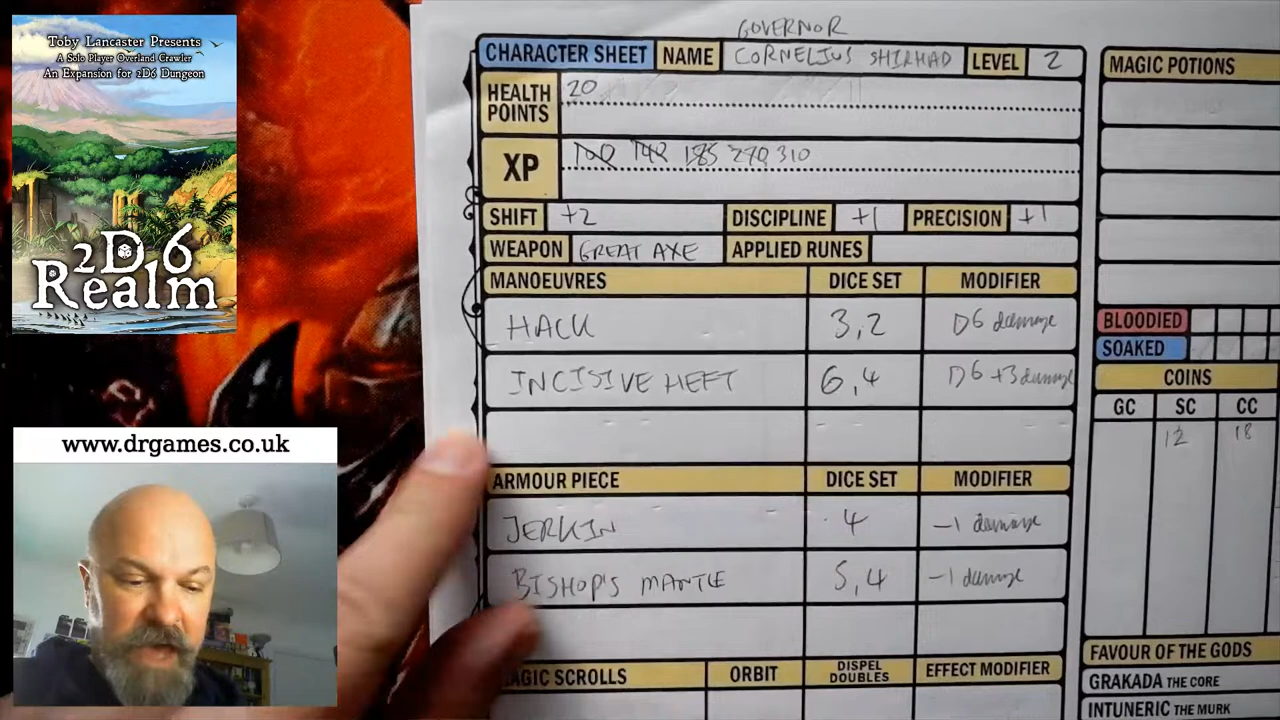 Toby Lancaster Presents
A Solo Player Overland Crawler
An Expansion for 2D6 Dungeon
2D6
Realm
www.drgames.co.uk
GOVERNOR
CHARACTER SHEET NAME CORNELIUS SHIRHAD LEVEL 2
HEALTH POINTS 20
XP 100 140 185 270 310
SHIFT +2 DISCIPLINE +1 PRECISION +1
WEAPON GREAT AXE APPLIED RUNES
MANOEUVRES DICE SET MODIFIER
HACK 3,2 D6 damage
INCISIVE HEFT 6,4 D6 +3 damage
ARMOUR PIECE DICE SET MODIFIER
JERKIN 4 -1 damage
BISHOP'S MANTLE 5,4 -1 damage
AGIC SCROLLS ORBIT DISPEL DOUBLES EFFECT MODIFIER
MAGIC POTIONS
BLOODIED
SOAKED
COINS
GC SC CC
12 18
FAVOUR OF THE GODS
GRAKADA THE CORE
INTUNERIC THE MURK